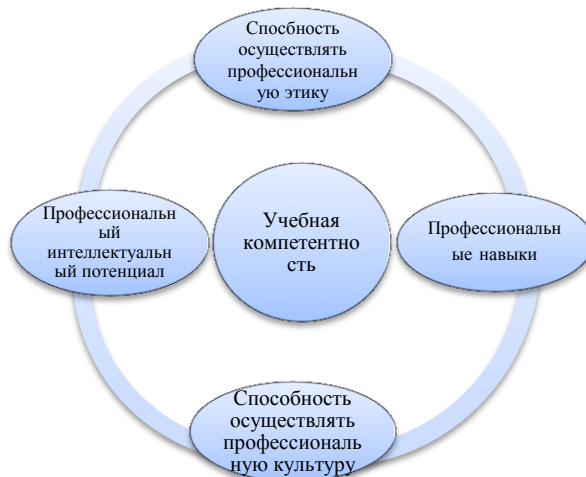 Спосбность
осуществлять
профессиональн
ую этику
Профессиональн
ый
интеллектуальн
ый потенциал
Учебная
компетентно
сть
Профессиональн
ые навыки
Способность
осуществлять
профессиональ
ную культуру